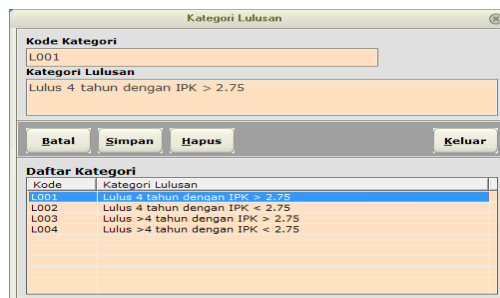 Kategori Lulusan
Kode Kategori
L001
Kategori Lulusan
Lulus 4 tahun dengan IPK > 2.75
Batal Simpan Hapus Keluar
Daftar Kategori
Kode Kategori Lulusan
L001 Lulus 4 tahun dengan IPK > 2.75
L002 Lulus 4 tahun dengan IPK < 2.75
L003 Lulus >4 tahun dengan IPK > 2.75
L004 Lulus >4 tahun dengan IPK < 2.75